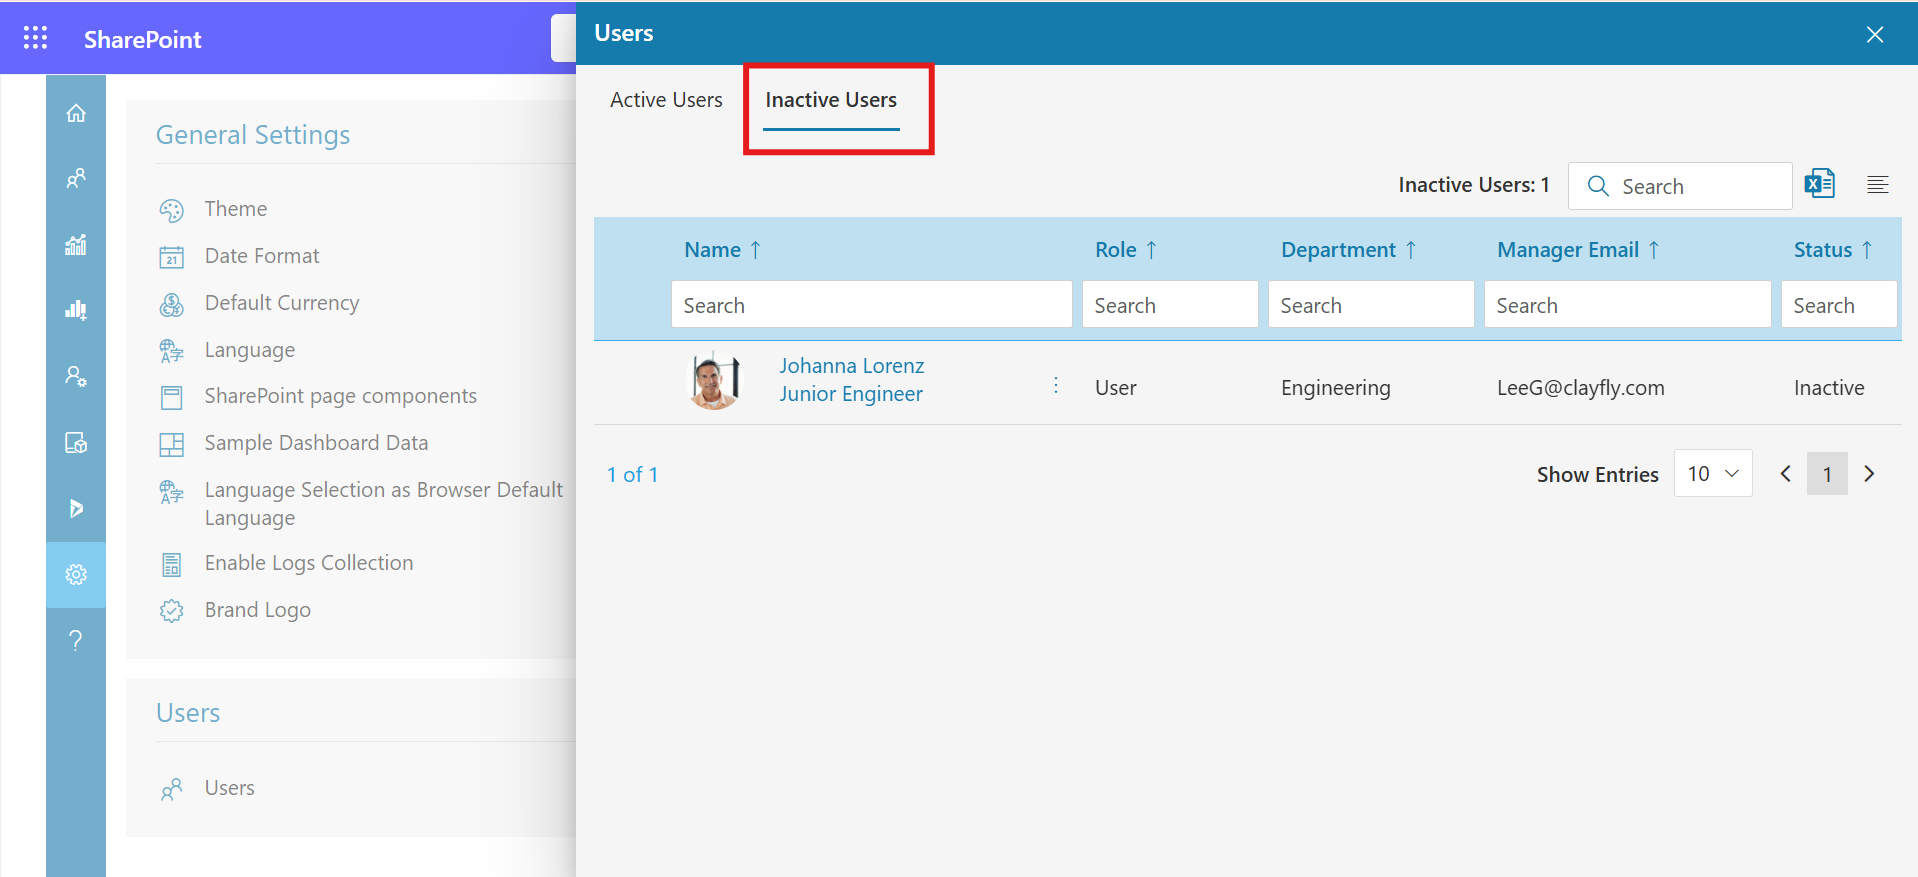 SharePoint
General Settings
Theme
Date Format
Default Currency
Language
SharePoint page components
Sample Dashboard Data
Language Selection as Browser Default
Language
Enable Logs Collection
Brand Logo
Users
Users
Users
Active Users
Inactive Users
Inactive Users: 1
Search
Name ↑
Role ↑
Department ↑
Manager Email ↑
Status ↑
Search
Search
Search
Search
Search
Johanna Lorenz
Junior Engineer
User
Engineering
LeeG@clayfly.com
Inactive
1 of 1
Show Entries
10
1